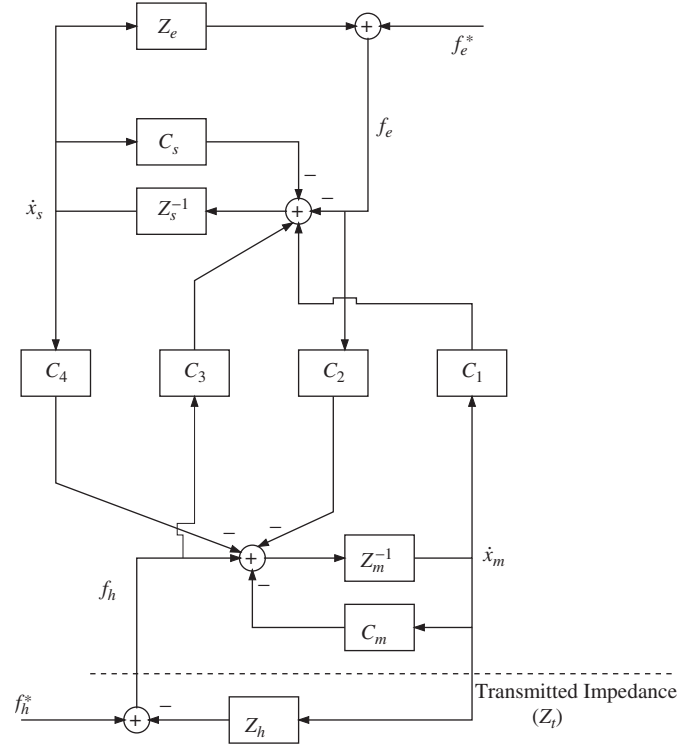 Z_e
+
f_e^*
f_e
C_s
−
−
ẋ_s
Z_s^{-1}
+
C_4
C_3
C_2
C_1
−
−
+
Z_m^{-1}
ẋ_m
f_h
−
C_m
Transmitted Impedance
(Z_t)
f_h^*
−
+
Z_h